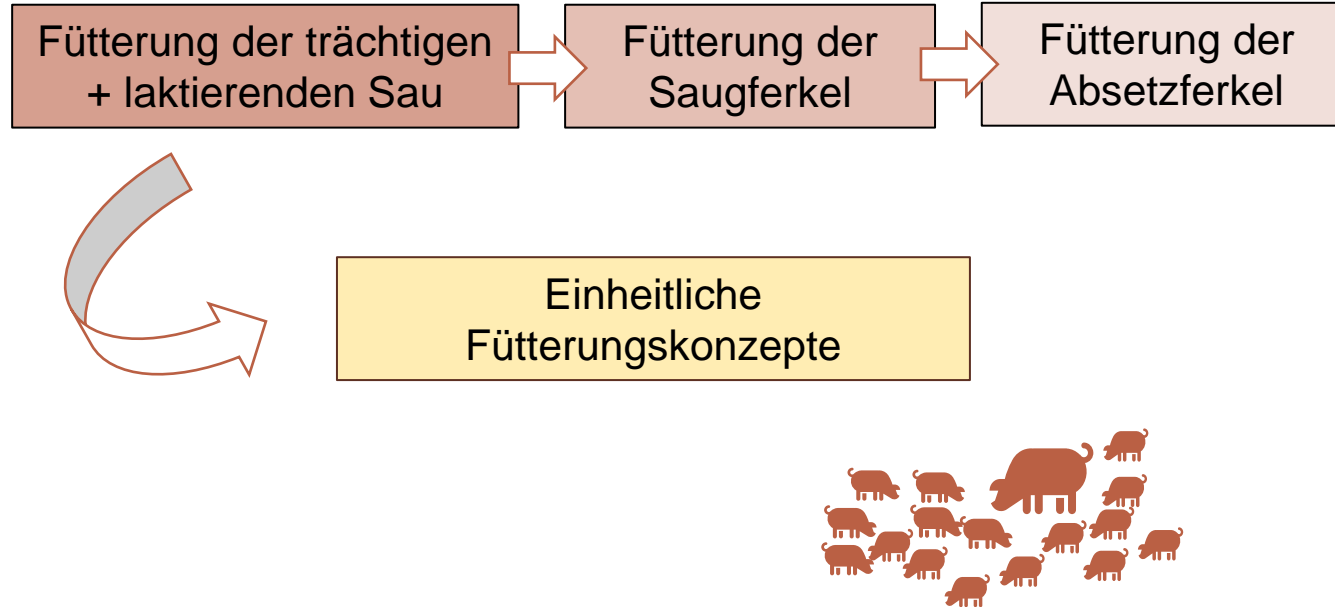 Fütterung der trächtigen
+ laktierenden Sau
Fütterung der
Saugferkel
Fütterung der
Absetzferkel
Einheitliche
Fütterungskonzepte